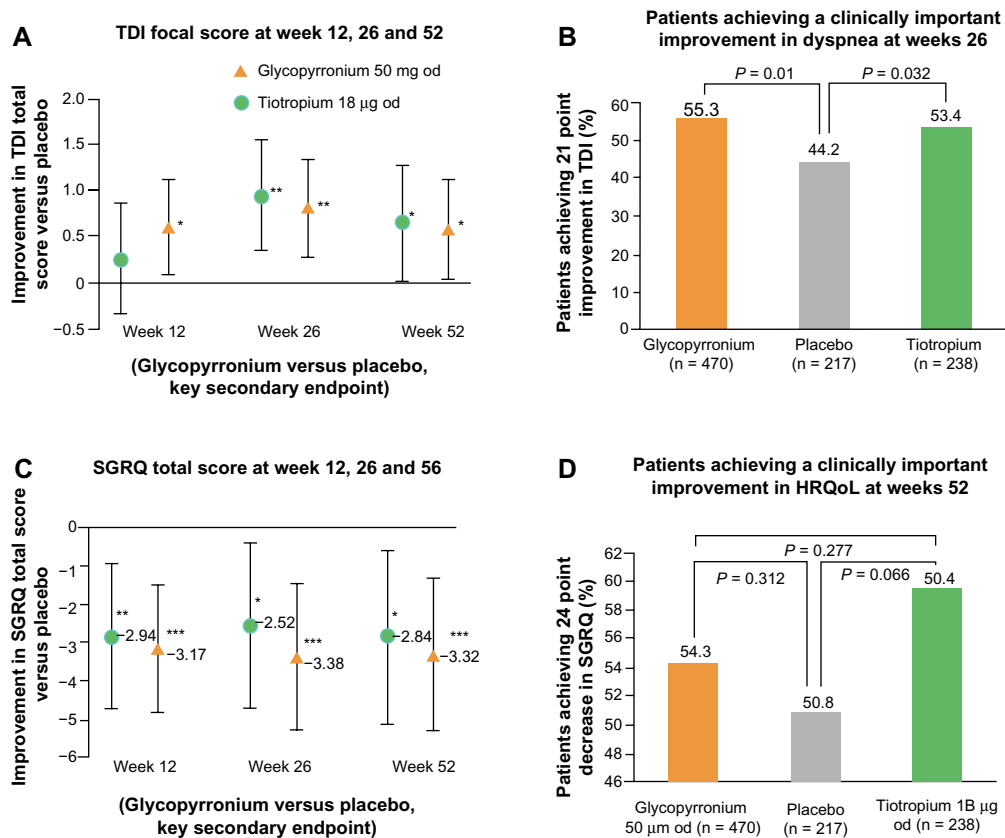 A
TDI focal score at week 12, 26 and 52
Glycopyrronium 50 mg od
Tiotropium 18 µg od
Improvement in TDI total
score versus placebo
2.0
1.5
1.0
0.5
0
−0.5
*
**
**
*
*
Week 12
Week 26
Week 52
(Glycopyrronium versus placebo,
key secondary endpoint)
B
Patients achieving a clinically important
improvement in dyspnea at weeks 26
Patients achieving 21 point
improvement in TDI (%)
P = 0.01
P = 0.032
60
50
40
30
40
20
10
0
55.3
44.2
53.4
Glycopyrronium
(n = 470)
Placebo
(n = 217)
Tiotropium
(n = 238)
C
SGRQ total score at week 12, 26 and 56
Improvement in SGRQ total score
versus placebo
0
−1
−2
−3
−4
−5
−6
**
−2.94
***
−3.17
*
−2.52
***
−3.38
*
−2.84
***
−3.32
Week 12
Week 26
Week 52
(Glycopyrronium versus placebo,
key secondary endpoint)
D
Patients achieving a clinically important
improvement in HRQoL at weeks 52
Patients achieving 24 point
decrease in SGRQ (%)
62
60
58
56
54
52
50
51
48
46
P = 0.277
P = 0.312
P = 0.066
54.3
50.8
50.4
Glycopyrronium
50 µm od (n = 470)
Placebo
(n = 217)
Tiotropium 1B µg
od (n = 238)